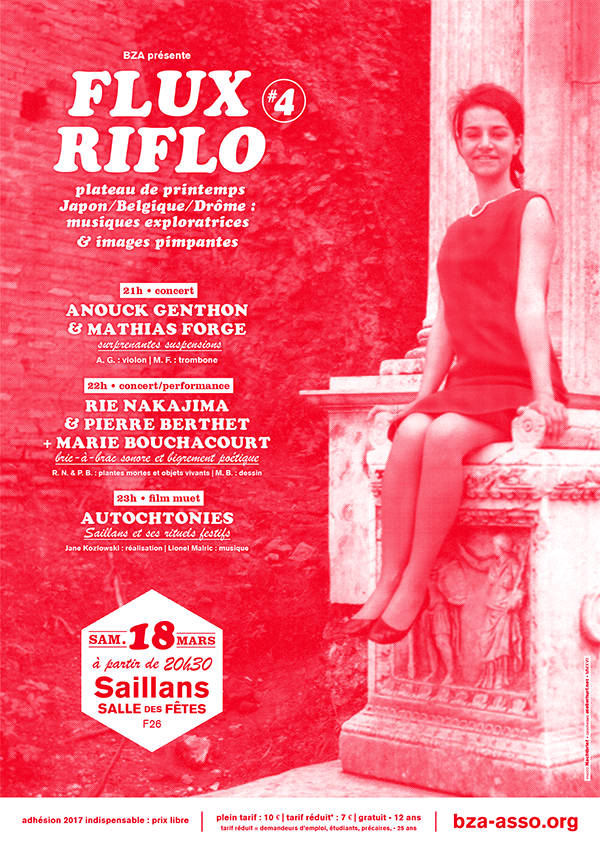 BZA présente
FLUX #4
RIFLO
plateau de printemps
Japon/Belgique/Drôme :
musiques exploratrices
& images pimpantes
21h • concert
ANOUCK GENTHON
& MATHIAS FORGE
surprenantes suspensions
A. G. : violon | M. F. : trombone
22h • concert/performance
RIE NAKAJIMA
& PIERRE BERTHET
+ MARIE BOUCHACOURT
bric-à-brac sonore et bigrement poétique
R. N. & P. B. : plantes mortes et objets vivants | M. B. : dessin
23h • film muet
AUTOCHTONIES
Saillans et ses rituels festifs
Jane Kozlowski : réalisation | Lionel Malric : musique
SAM. 18 MARS
à partir de 20h30
Saillans
SALLE DES FÊTES
F26
adhésion 2017 indispensable : prix libre
plein tarif : 10 € | tarif réduit* : 7 € | gratuit - 12 ans
tarif réduit = demandeurs d'emploi, étudiants, précaires, - 25 ans
bza-asso.org